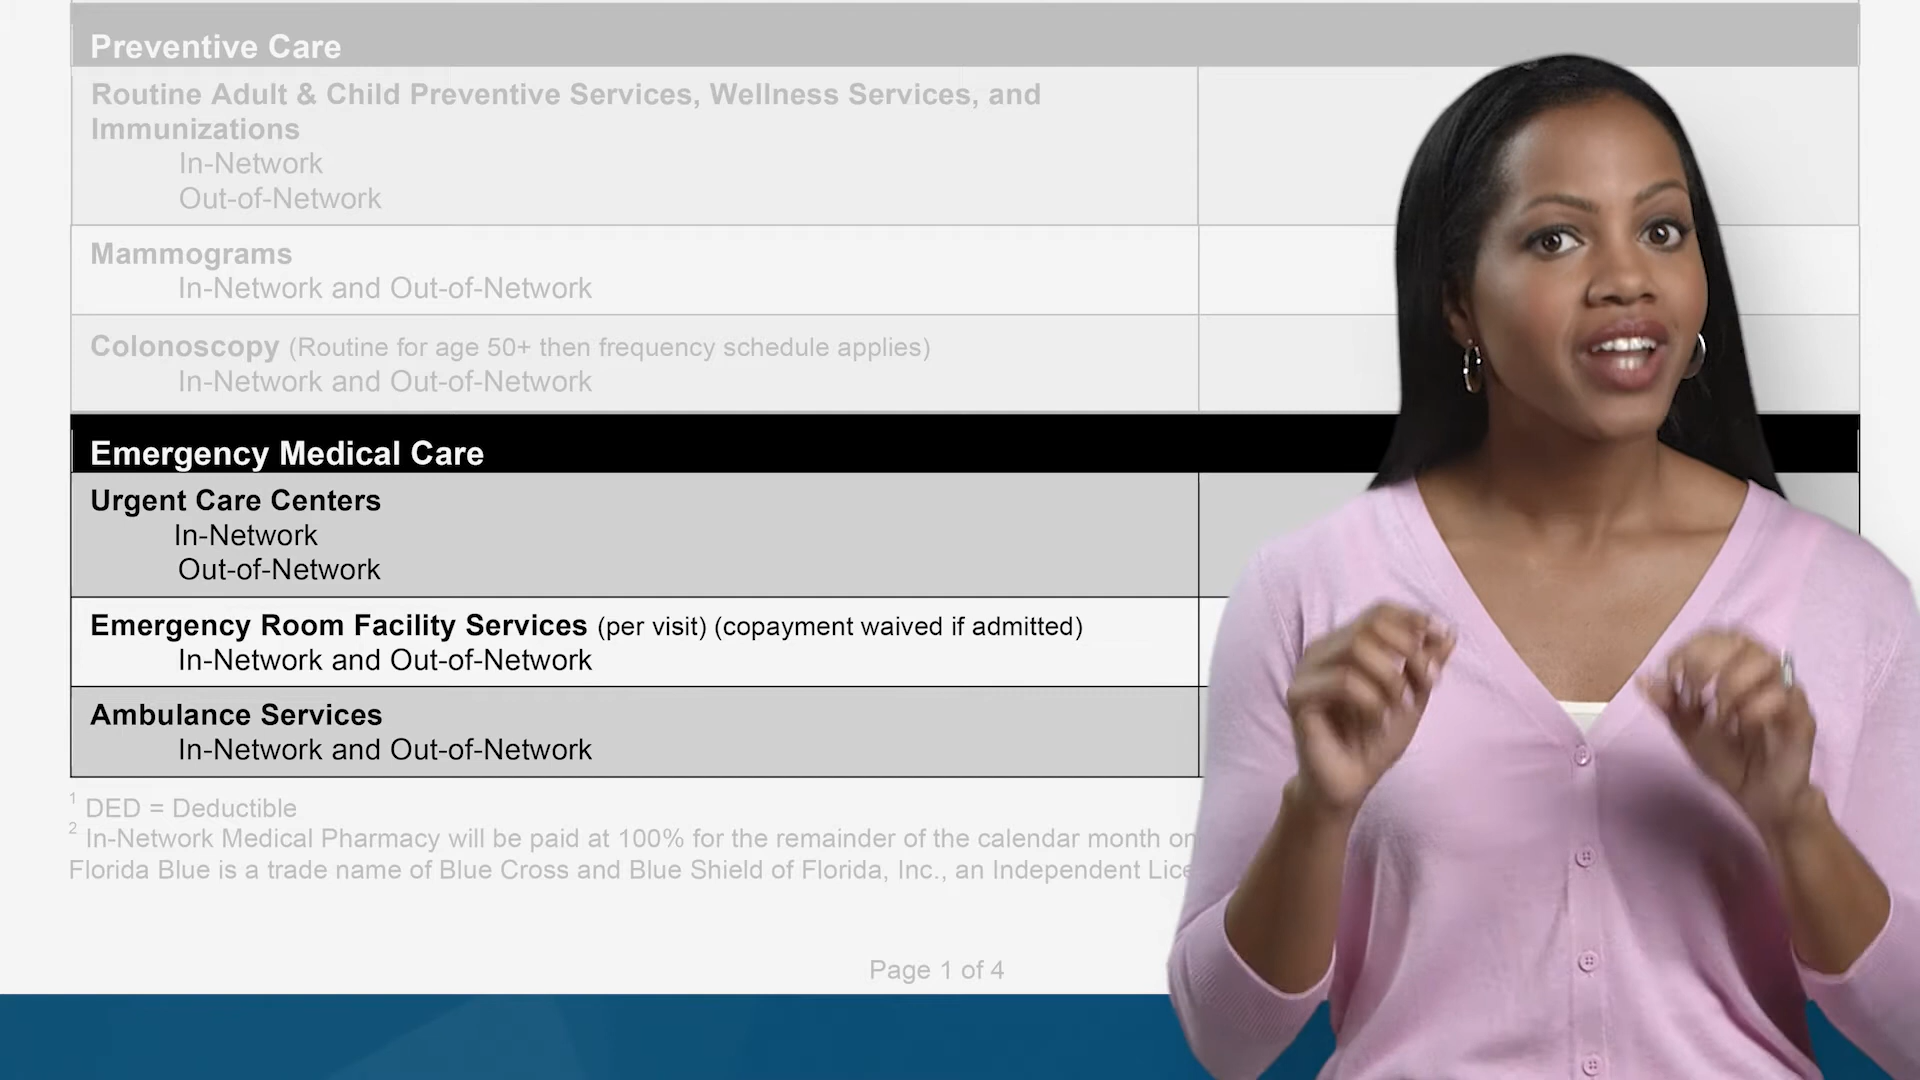 Preventive Care
Routine Adult & Child Preventive Services, Wellness Services, and
Immunizations
In-Network
Out-of-Network
Mammograms
In-Network and Out-of-Network
Colonoscopy (Routine for age 50+ then frequency schedule applies)
In-Network and Out-of-Network
Emergency Medical Care
Urgent Care Centers
In-Network
Out-of-Network
Emergency Room Facility Services (per visit) (copayment waived if admitted)
In-Network and Out-of-Network
Ambulance Services
In-Network and Out-of-Network
1 DED = Deductible
2 In-Network Medical Pharmacy will be paid at 100% for the remainder of the calendar month
Florida Blue is a trade name of Blue Cross and Blue Shield of Florida, Inc., an Independent
Page 1 of 4